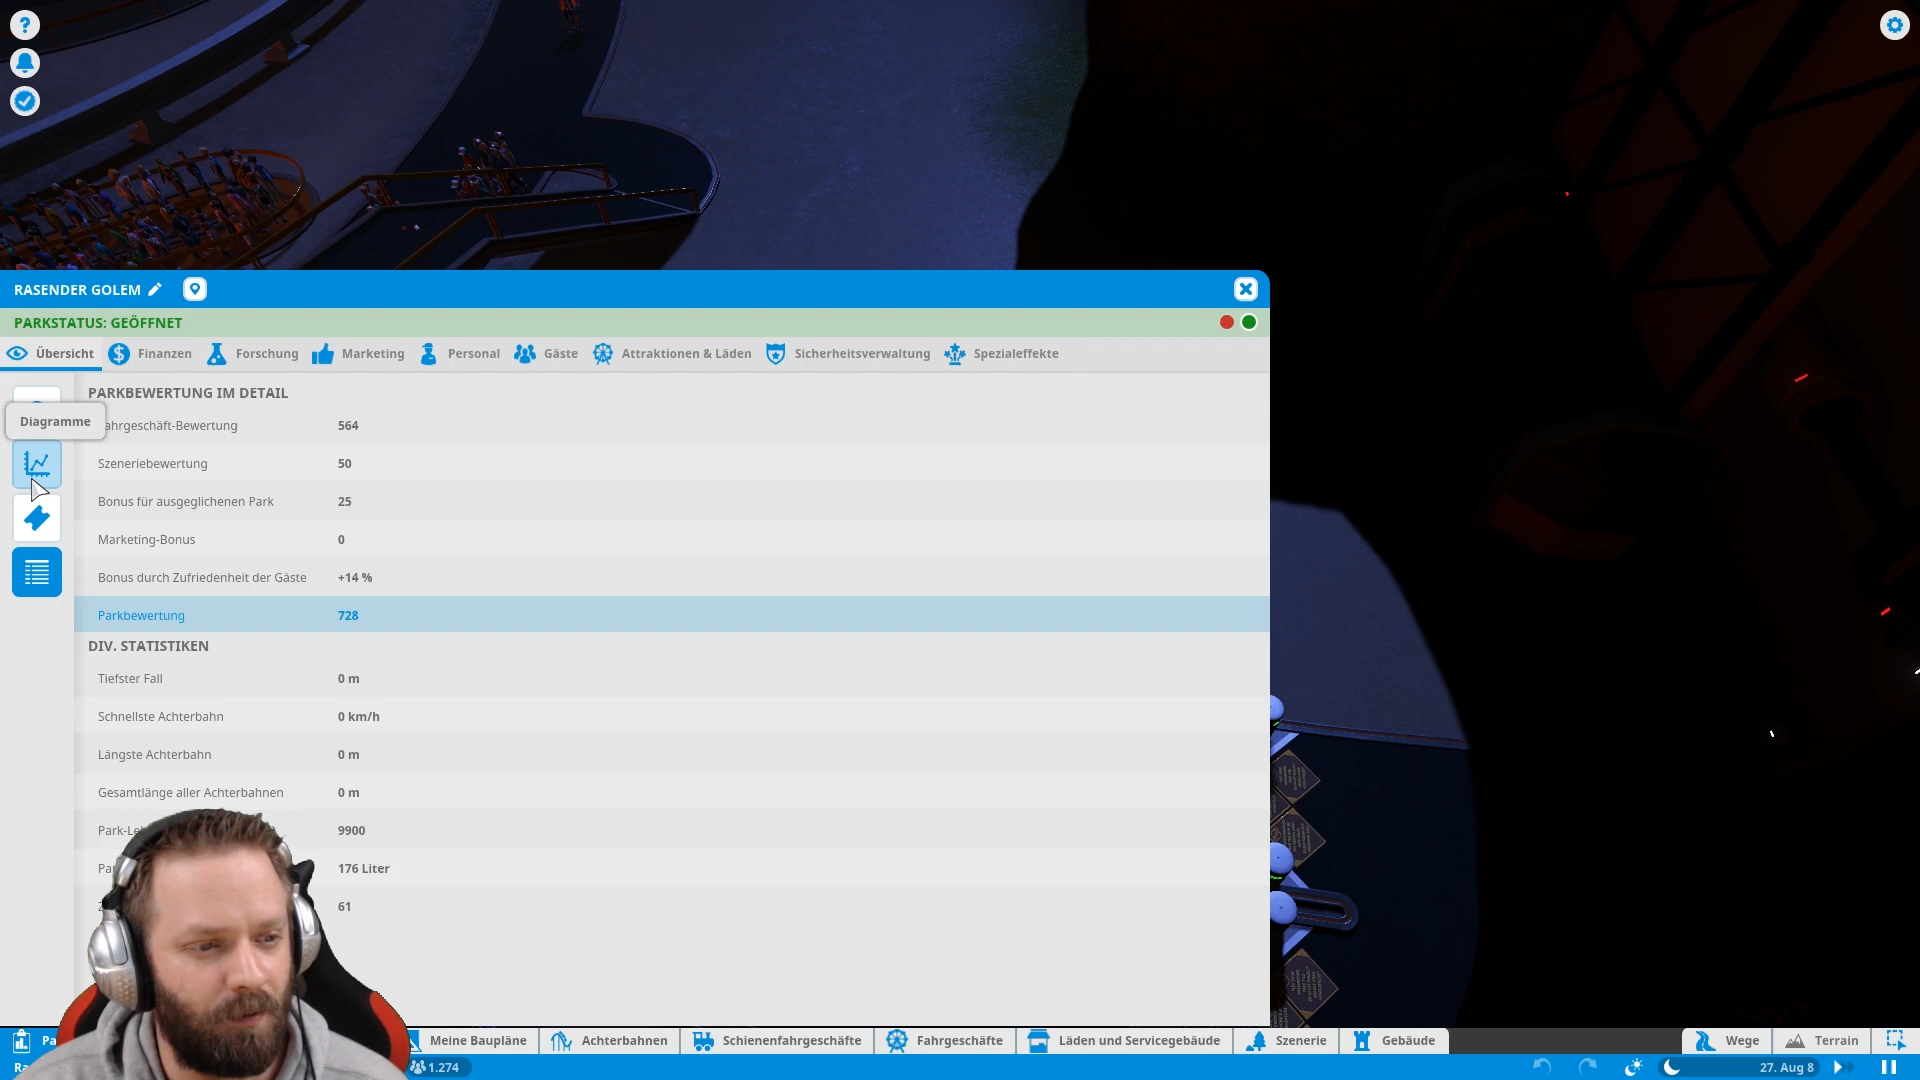 RASENDER GOLEM
PARKSTATUS: GEÖFFNET
Übersicht Finanzen Forschung Marketing Personal Gäste Attraktionen & Läden Sicherheitsverwaltung Spezialeffekte
PARKBEWERTUNG IM DETAIL
Diagramme
ahrgeschäft-Bewertung 564
Szeneriebewertung 50
Bonus für ausgeglichenen Park 25
Marketing-Bonus 0
Bonus durch Zufriedenheit der Gäste +14 %
Parkbewertung 728
DIV. STATISTIKEN
Tiefster Fall 0 m
Schnellste Achterbahn 0 km/h
Längste Achterbahn 0 m
Gesamtlänge aller Achterbahnen 0 m
9900
176 Liter
61
Meine Baupläne Achterbahnen Schienenfahrgeschäfte Fahrgeschäfte Läden und Servicegebäude Szenerie Gebäude Wege Terrain
1.274 27. Aug 8